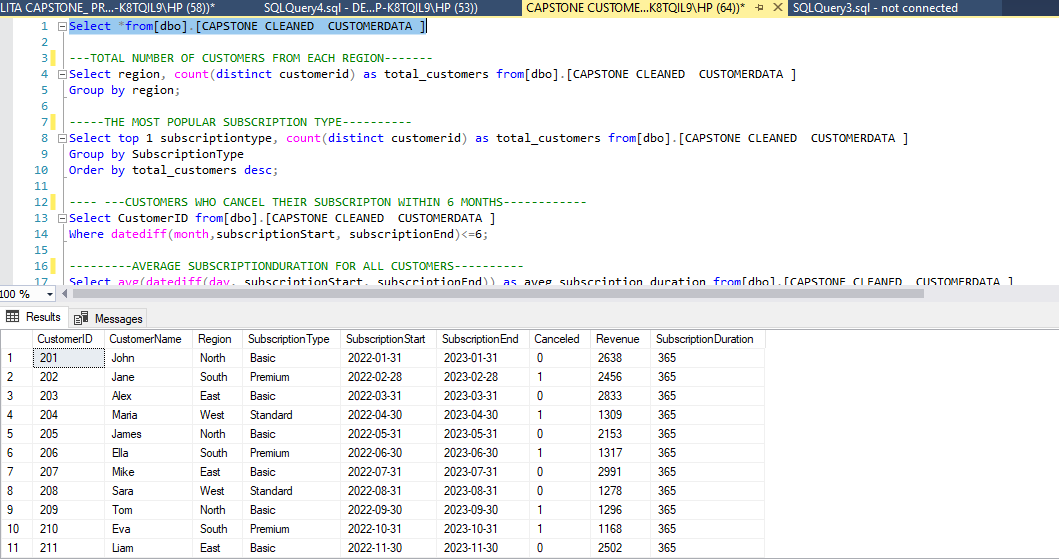 LITA CAPSTONE_ PR...-K8TQIL9\HP (58))* SQLQuery4.sql - DE...P-K8TQIL9\HP (53)) CAPSTONE CUSTOME...K8TQIL9\HP (64))* SQLQuery3.sql - not connected
1 Select *from[dbo].[CAPSTONE CLEANED  CUSTOMERDATA ]
2
3 ---TOTAL NUMBER OF CUSTOMERS FROM EACH REGION-------
4 Select region, count(distinct customerid) as total_customers from[dbo].[CAPSTONE CLEANED  CUSTOMERDATA ]
5 Group by region;
6
7 -----THE MOST POPULAR SUBSCRIPTION TYPE----------
8 Select top 1 subscriptiontype, count(distinct customerid) as total_customers from[dbo].[CAPSTONE CLEANED  CUSTOMERDATA ]
9 Group by SubscriptionType
10 Order by total_customers desc;
11
12 ---- ---CUSTOMERS WHO CANCEL THEIR SUBSCRIPTON WITHIN 6 MONTHS------------
13 Select CustomerID from[dbo].[CAPSTONE CLEANED  CUSTOMERDATA ]
14 Where datediff(month,subscriptionStart, subscriptionEnd)<=6;
15
16 ---------AVERAGE SUBSCRIPTIONDURATION FOR ALL CUSTOMERS----------
17 Select avg(datediff(day, subscriptionStart, subscriptionEnd)) as aveg_subscription_duration from[dbo].[CAPSTONE CLEANED  CUSTOMERDATA ]
100 %
Results Messages
CustomerID CustomerName Region SubscriptionType SubscriptionStart SubscriptionEnd Canceled Revenue SubscriptionDuration
1 201 John North Basic 2022-01-31 2023-01-31 0 2638 365
2 202 Jane South Premium 2022-02-28 2023-02-28 1 2456 365
3 203 Alex East Basic 2022-03-31 2023-03-31 0 2833 365
4 204 Maria West Standard 2022-04-30 2023-04-30 1 1309 365
5 205 James North Basic 2022-05-31 2023-05-31 0 2153 365
6 206 Ella South Premium 2022-06-30 2023-06-30 1 1317 365
7 207 Mike East Basic 2022-07-31 2023-07-31 0 2991 365
8 208 Sara West Standard 2022-08-31 2023-08-31 0 1278 365
9 209 Tom North Basic 2022-09-30 2023-09-30 1 1296 365
10 210 Eva South Premium 2022-10-31 2023-10-31 1 1168 365
11 211 Liam East Basic 2022-11-30 2023-11-30 0 2502 365